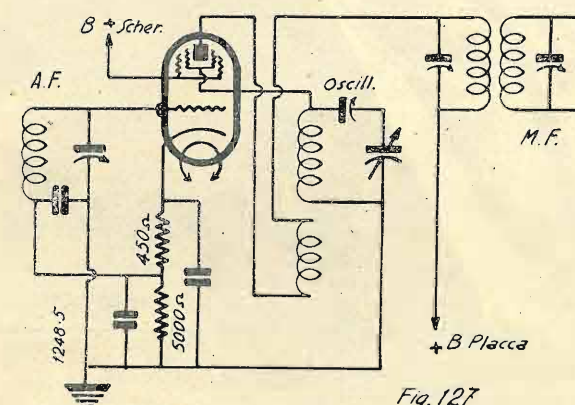 B + Scher.
A.F.
Oscill.
M.F.
450Ω
5000Ω
1248·5
+ B Placca
Fig. 127